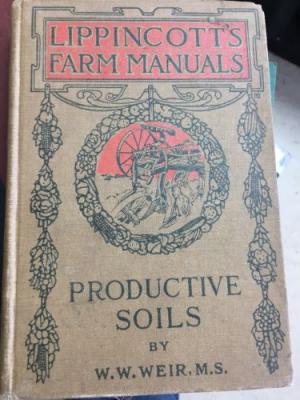 LIPPINCOTT'S
FARM MANUALS
PRODUCTIVE
SOILS
BY
W.W.WEIR, M.S.